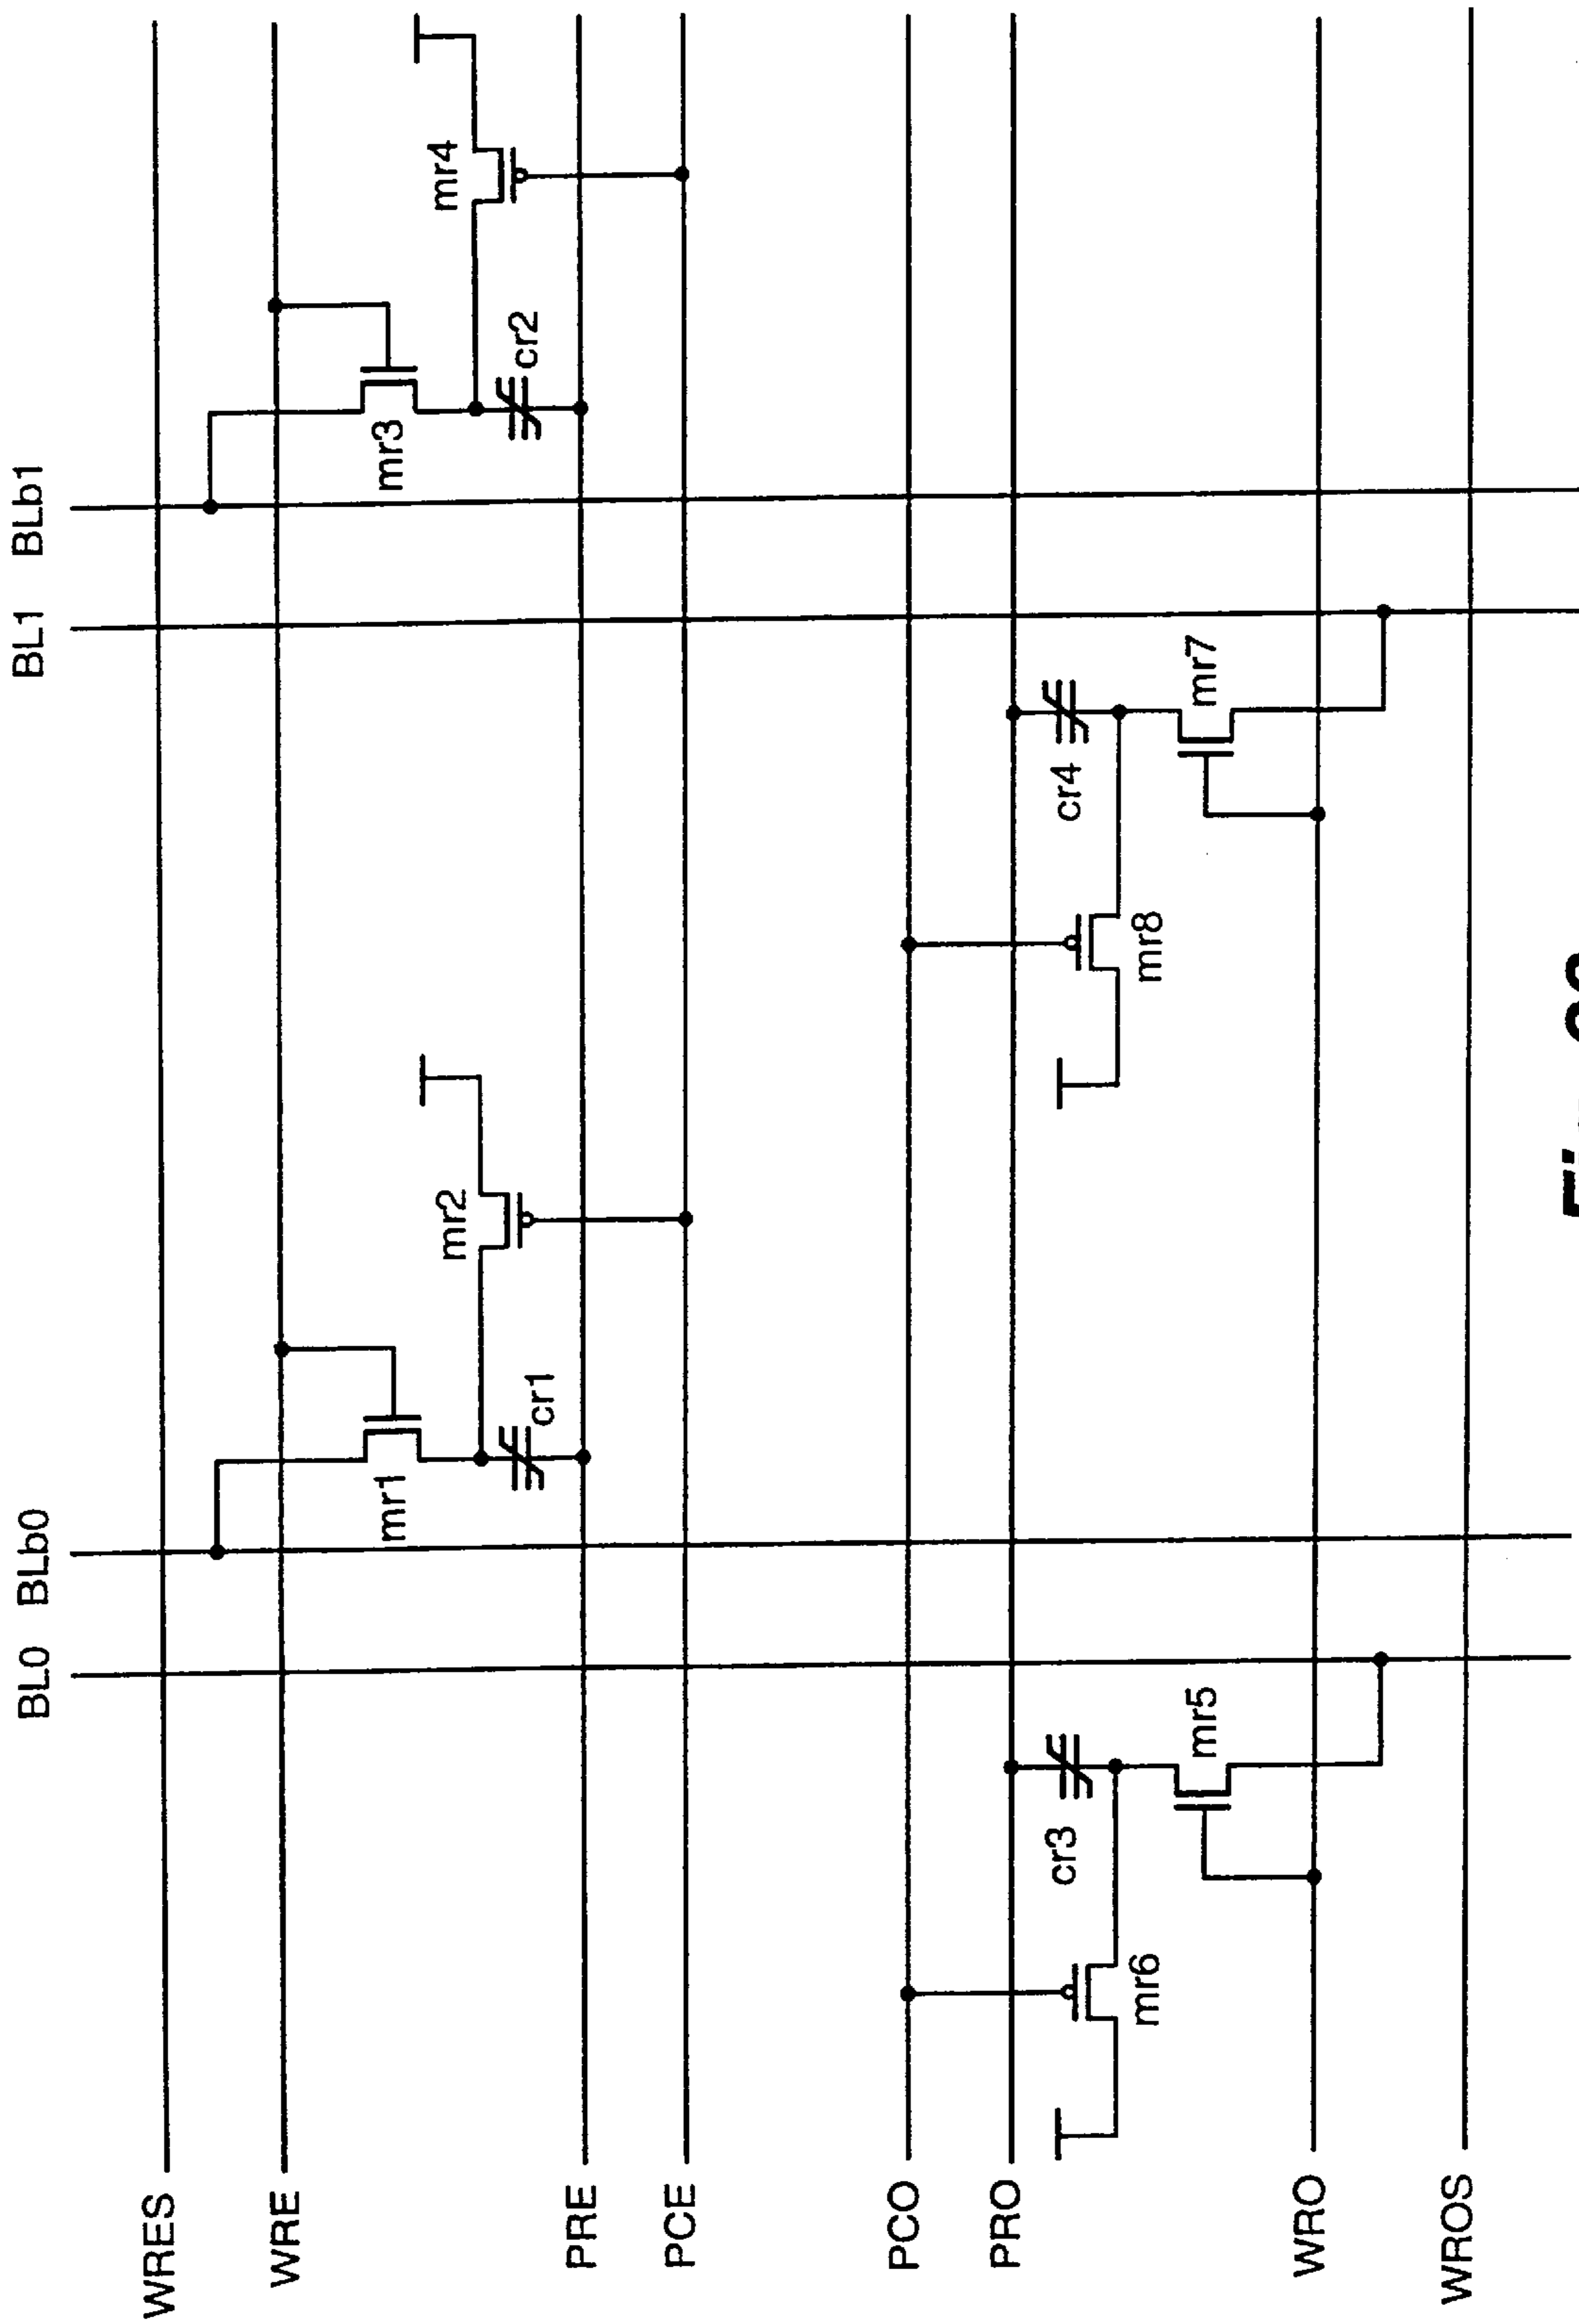 BL0 BLb0
BL1 BLb1
WRES
WRE
mr1
mr2
mr3
mr4
cr1
cr2
PRE
PCE
PCO
PRO
cr3
cr4
mr6
mr5
mr8
mr7
WRO
WROS